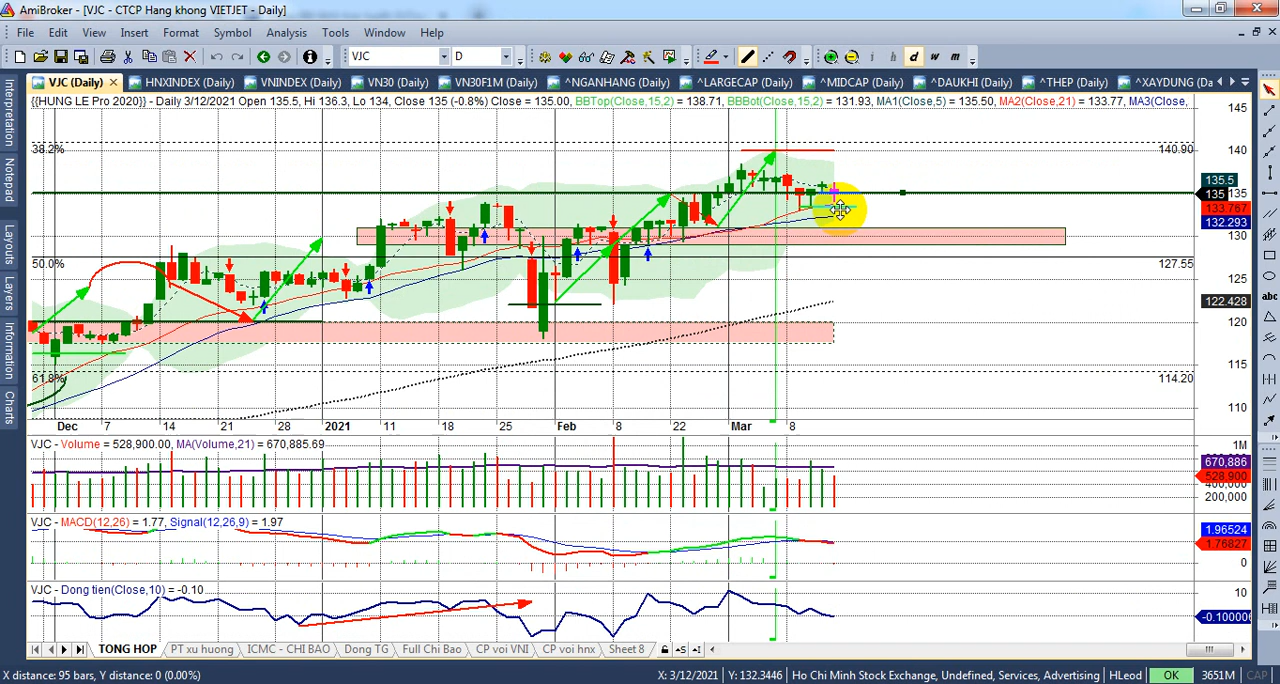 AmiBroker - [VJC - CTCP Hang khong VIETJET - Daily]
File Edit View Insert Format Symbol Analysis Tools Window Help
VJC D i h d w m
VJC (Daily) HNXINDEX (Daily) VNINDEX (Daily) VN30 (Daily) VN30F1M (Daily) ^NGANHANG (Daily) ^LARGECAP (Daily) ^MIDCAP (Daily) ^DAUKHI (Daily) ^THEP (Daily) ^XAYDUNG (Da
{{HUNG LE Pro 2020}} - Daily 3/12/2021 Open 135.5, Hi 136.3, Lo 134, Close 135 (-0.8%) Close = 135.00, BBTop(Close,15,2) = 138.71, BBBot(Close,15,2) = 131.93, MA1(Close,5) = 135.50, MA2(Close,21) = 133.77, MA3(Close,
Interpretation
Notepad
Layouts
Layers
Information
Charts
abc
145
38.2% 140.90 140
135.5
135
133.767
132.293
130
50.0% 127.55
125
122.428
120
115
61.8% 114.20
110
Dec 7 14 21 28 2021 11 18 25 Feb 8 22 Mar 8
VJC - Volume = 528,900.00, MA(Volume,21) = 670,885.69
1M
670,886
528,900
400,000
200,000
VJC - MACD(12,26) = 1.77, Signal(12,26,9) = 1.97
1.96524
1.76827
0
VJC - Dong tien(Close,10) = -0.10
10
-0.100006
TONG HOP PT xu huong ICMC - CHI BAO Dong TG Full Chi Bao CP voi VNI CP voi hnx Sheet 8
X distance: 95 bars, Y distance: 0 (0.00%) X: 3/12/2021 Y: 132.3446 Ho Chi Minh Stock Exchange, Undefined, Services, Advertising HLeod OK 3651M CAP